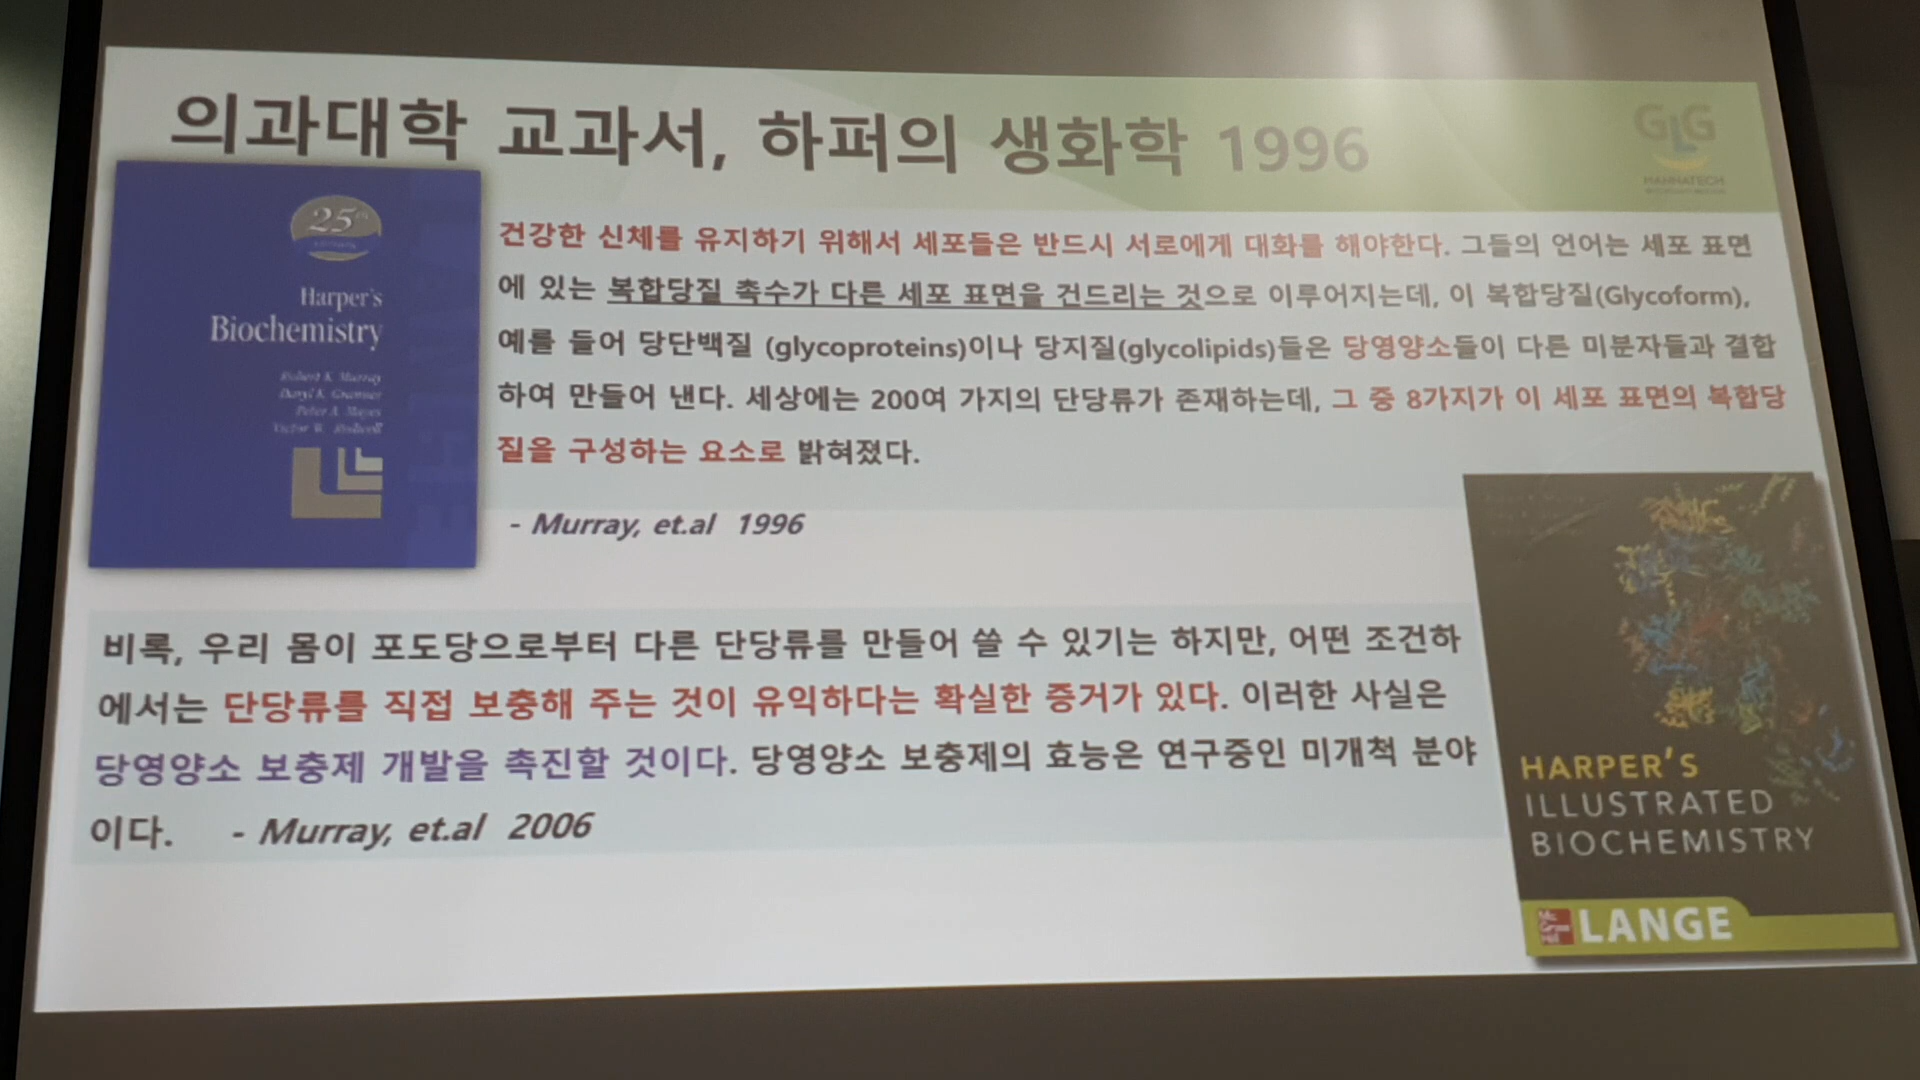 의과대학 교과서, 하퍼의 생화학 1996
GLG
MANNATECH
25th
EDITION
Harper's
Biochemistry
Robert K. Murray
Daryl K. Granner
Peter A. Mayes
Victor W. Rodwell
건강한 신체를 유지하기 위해서 세포들은 반드시 서로에게 대화를 해야한다. 그들의 언어는 세포 표면
에 있는 복합당질 촉수가 다른 세포 표면을 건드리는 것으로 이루어지는데, 이 복합당질(Glycoform),
예를 들어 당단백질 (glycoproteins)이나 당지질(glycolipids)들은 당영양소들이 다른 미분자들과 결합
하여 만들어 낸다. 세상에는 200여 가지의 단당류가 존재하는데, 그 중 8가지가 이 세포 표면의 복합당
질을 구성하는 요소로 밝혀졌다.
- Murray, et.al 1996
비록, 우리 몸이 포도당으로부터 다른 단당류를 만들어 쓸 수 있기는 하지만, 어떤 조건하
에서는 단당류를 직접 보충해 주는 것이 유익하다는 확실한 증거가 있다. 이러한 사실은
당영양소 보충제 개발을 촉진할 것이다. 당영양소 보충제의 효능은 연구중인 미개척 분야
이다. - Murray, et.al 2006
HARPER'S
ILLUSTRATED
BIOCHEMISTRY
Mc
Graw
Hill
LANGE